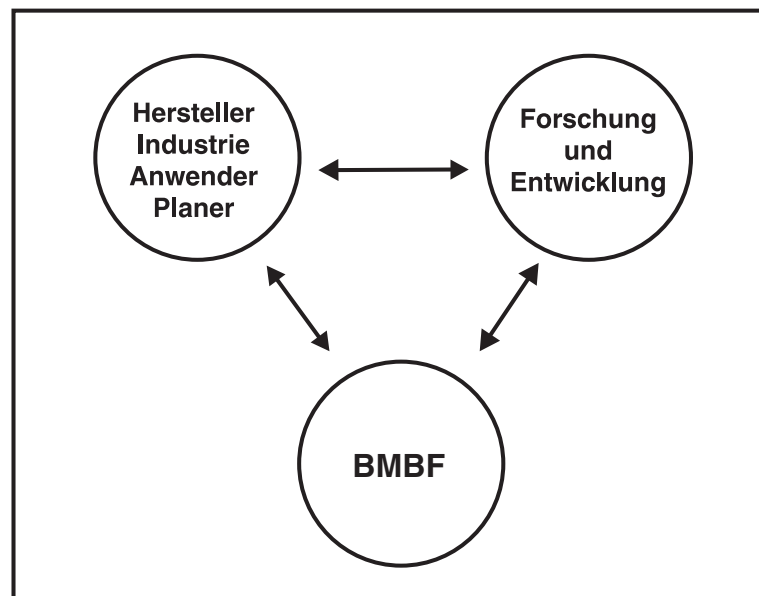 Hersteller
Industrie
Anwender
Planer
Forschung
und
Entwicklung
BMBF